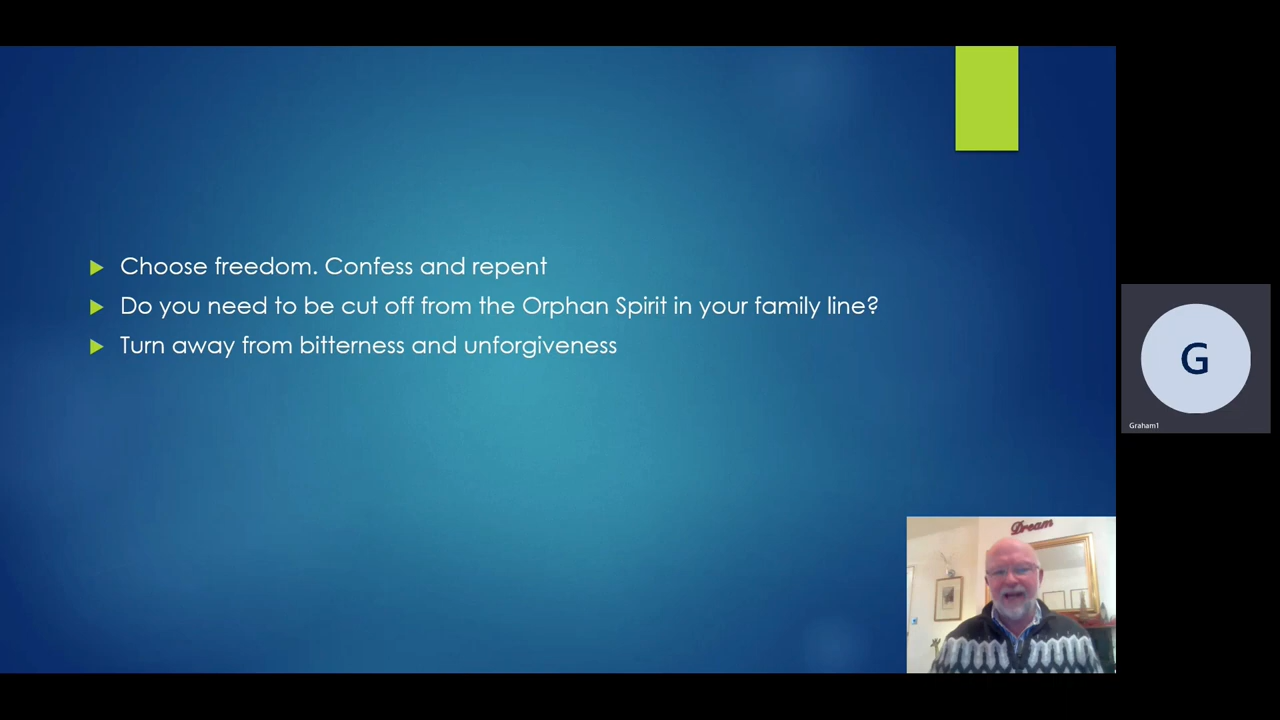 Choose freedom. Confess and repent
Do you need to be cut off from the Orphan Spirit in your family line?
Turn away from bitterness and unforgiveness
G
Graham1
Dream